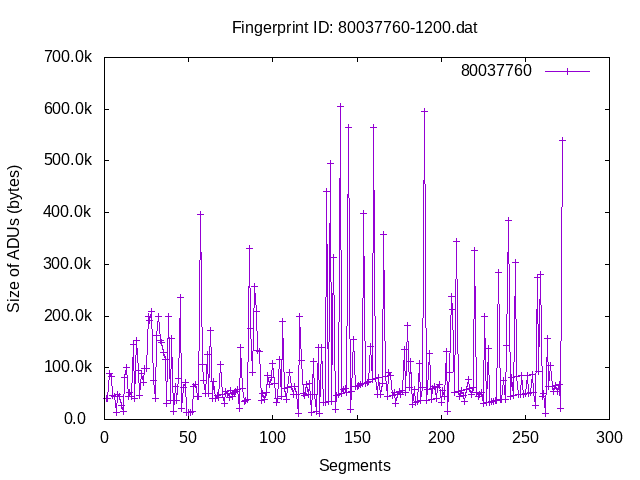 Fingerprint ID: 80037760-1200.dat
700.0k
80037760
600.0k
500.0k
400.0k
300.0k
200.0k
100.0k
0.0
Size of ADUs (bytes)
0 50 100 150 200 250 300
Segments